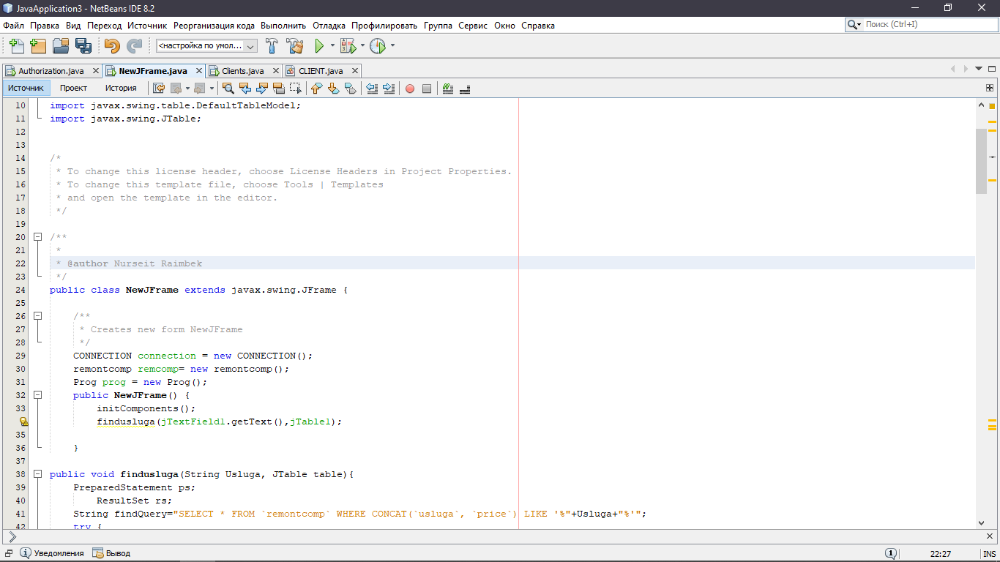 JavaApplication3 - NetBeans IDE 8.2
Файл Правка Вид Переход Источник Реорганизация кода Выполнить Отладка Профилировать Группа Сервис Окно Справка
Поиск (Ctrl+I)
<настройка по умол...
Authorization.java NewJFrame.java Clients.java CLIENT.java
Источник Проект История
10 import javax.swing.table.DefaultTableModel;
11 import javax.swing.JTable;
12
13
14 /*
15 * To change this license header, choose License Headers in Project Properties.
16 * To change this template file, choose Tools | Templates
17 * and open the template in the editor.
18 */
19
20 /**
21 *
22 * @author Nurseit Raimbek
23 */
24 public class NewJFrame extends javax.swing.JFrame {
25
26 /**
27 * Creates new form NewJFrame
28 */
29 CONNECTION connection = new CONNECTION();
30 remontcomp remcomp= new remontcomp();
31 Prog prog = new Prog();
32 public NewJFrame() {
33 initComponents();
findusluga(jTextField1.getText(),jTable1);
35
36 }
37
38 public void findusluga(String Usluga, JTable table){
39 PreparedStatement ps;
40 ResultSet rs;
41 String findQuery="SELECT * FROM `remontcomp` WHERE CONCAT(`usluga`, `price`) LIKE '%"+Usluga+"%'";
42 try {
Уведомления Вывод
1 22:27 INS